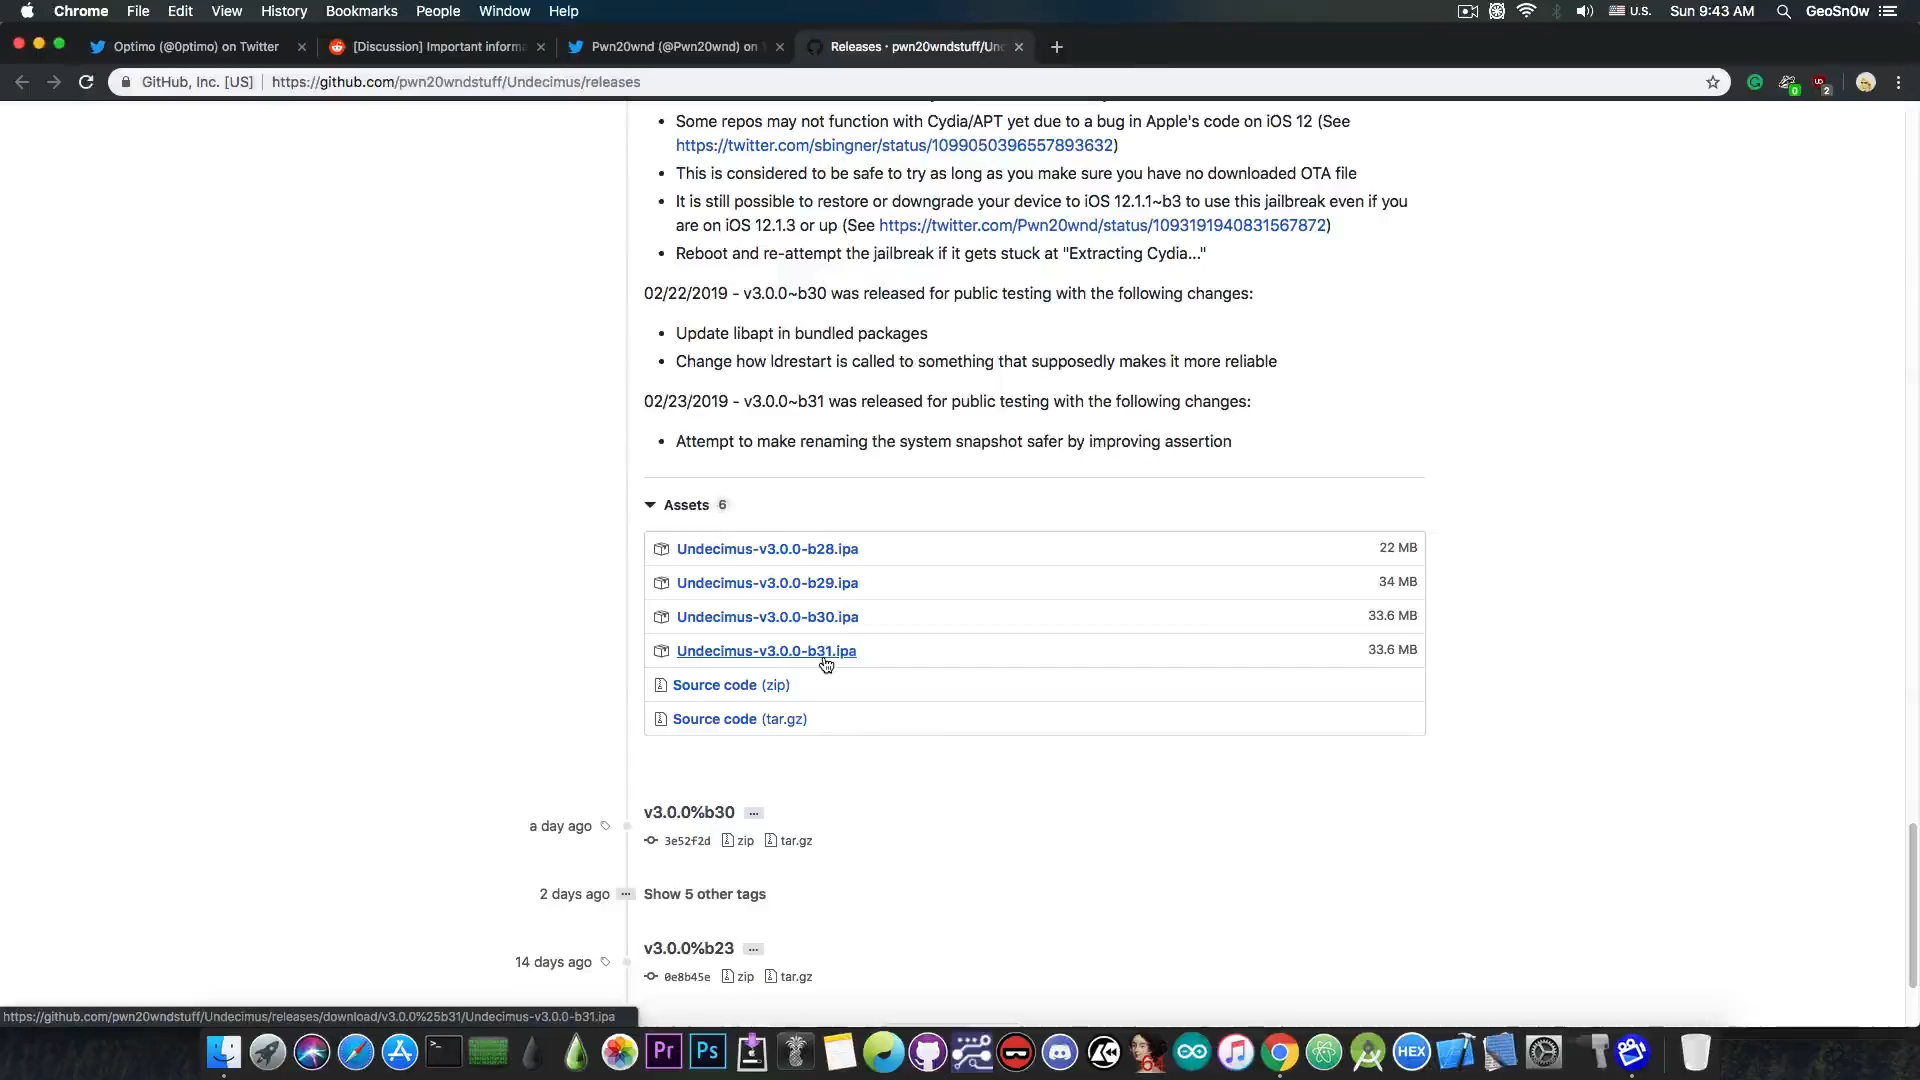 Chrome File Edit View History Bookmarks People Window Help
U.S. Sun 9:43 AM GeoSn0w
Optimo (@0ptimo) on Twitter
[Discussion] Important informa
Pwn20wnd (@Pwn20wnd) on
Releases · pwn20wndstuff/Un
GitHub, Inc. [US] https://github.com/pwn20wndstuff/Undecimus/releases
0
2
Some repos may not function with Cydia/APT yet due to a bug in Apple's code on iOS 12 (See
https://twitter.com/sbingner/status/1099050396557893632)
This is considered to be safe to try as long as you make sure you have no downloaded OTA file
It is still possible to restore or downgrade your device to iOS 12.1.1~b3 to use this jailbreak even if you
are on iOS 12.1.3 or up (See https://twitter.com/Pwn20wnd/status/1093191940831567872)
Reboot and re-attempt the jailbreak if it gets stuck at "Extracting Cydia..."
02/22/2019 - v3.0.0~b30 was released for public testing with the following changes:
Update libapt in bundled packages
Change how ldrestart is called to something that supposedly makes it more reliable
02/23/2019 - v3.0.0~b31 was released for public testing with the following changes:
Attempt to make renaming the system snapshot safer by improving assertion
Assets 6
Undecimus-v3.0.0-b28.ipa 22 MB
Undecimus-v3.0.0-b29.ipa 34 MB
Undecimus-v3.0.0-b30.ipa 33.6 MB
Undecimus-v3.0.0-b31.ipa 33.6 MB
Source code (zip)
Source code (tar.gz)
v3.0.0%b30 ...
a day ago
3e52f2d zip tar.gz
2 days ago ... Show 5 other tags
v3.0.0%b23 ...
14 days ago
0e8b45e zip tar.gz
https://github.com/pwn20wndstuff/Undecimus/releases/download/v3.0.0%25b31/Undecimus-v3.0.0-b31.ipa
Pr
Ps
64
HEX